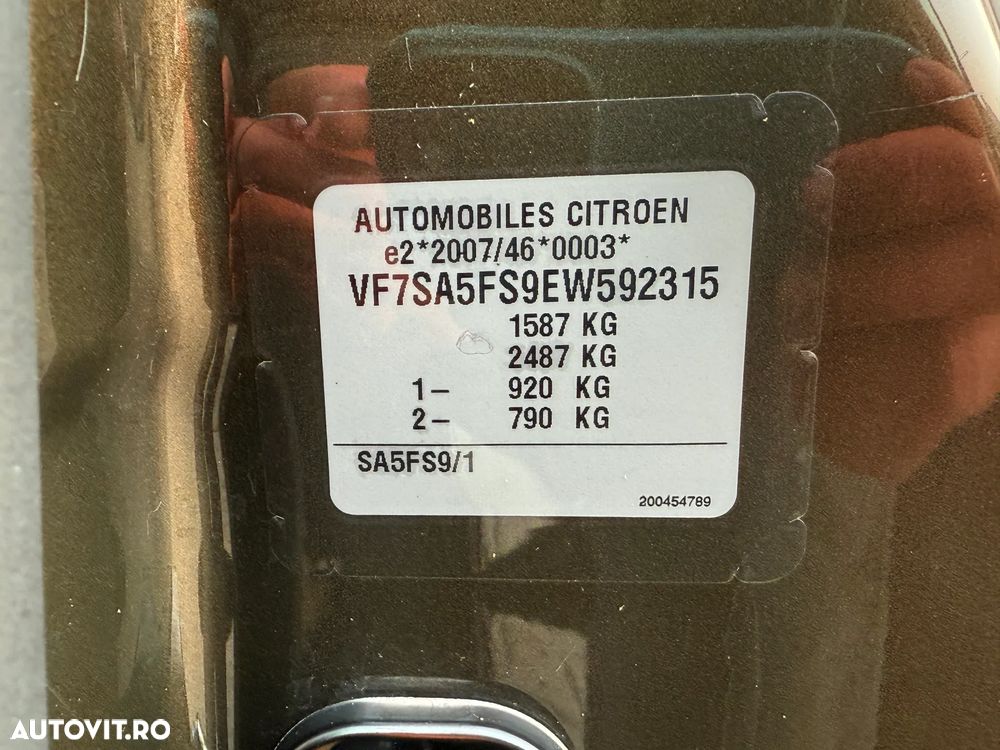 AUTOMOBILES CITROEN
e2*2007/46*0003*
VF7SA5FS9EW592315
1587 KG
2487 KG
1- 920 KG
2- 790 KG
SA5FS9/1
200454789
AUTOVIT.RO